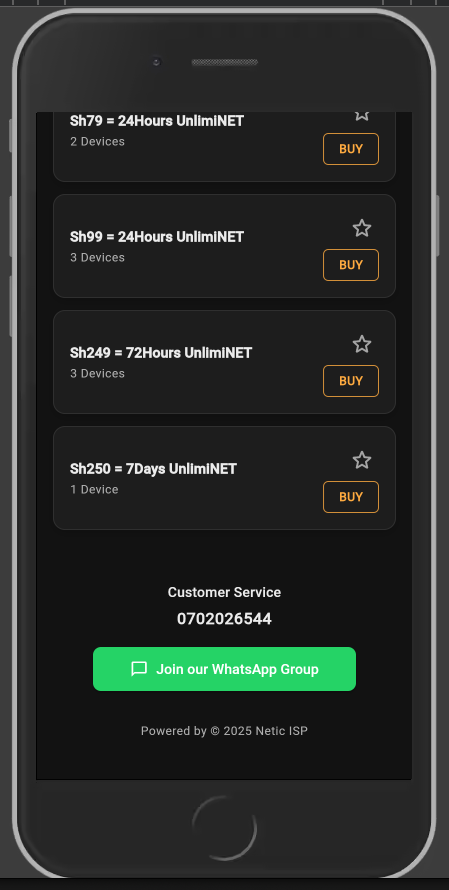 Sh79 = 24Hours UnlimiNET
2 Devices
BUY
Sh99 = 24Hours UnlimiNET
3 Devices
BUY
Sh249 = 72Hours UnlimiNET
3 Devices
BUY
Sh250 = 7Days UnlimiNET
1 Device
BUY
Customer Service
0702026544
Join our WhatsApp Group
Powered by © 2025 Netic ISP